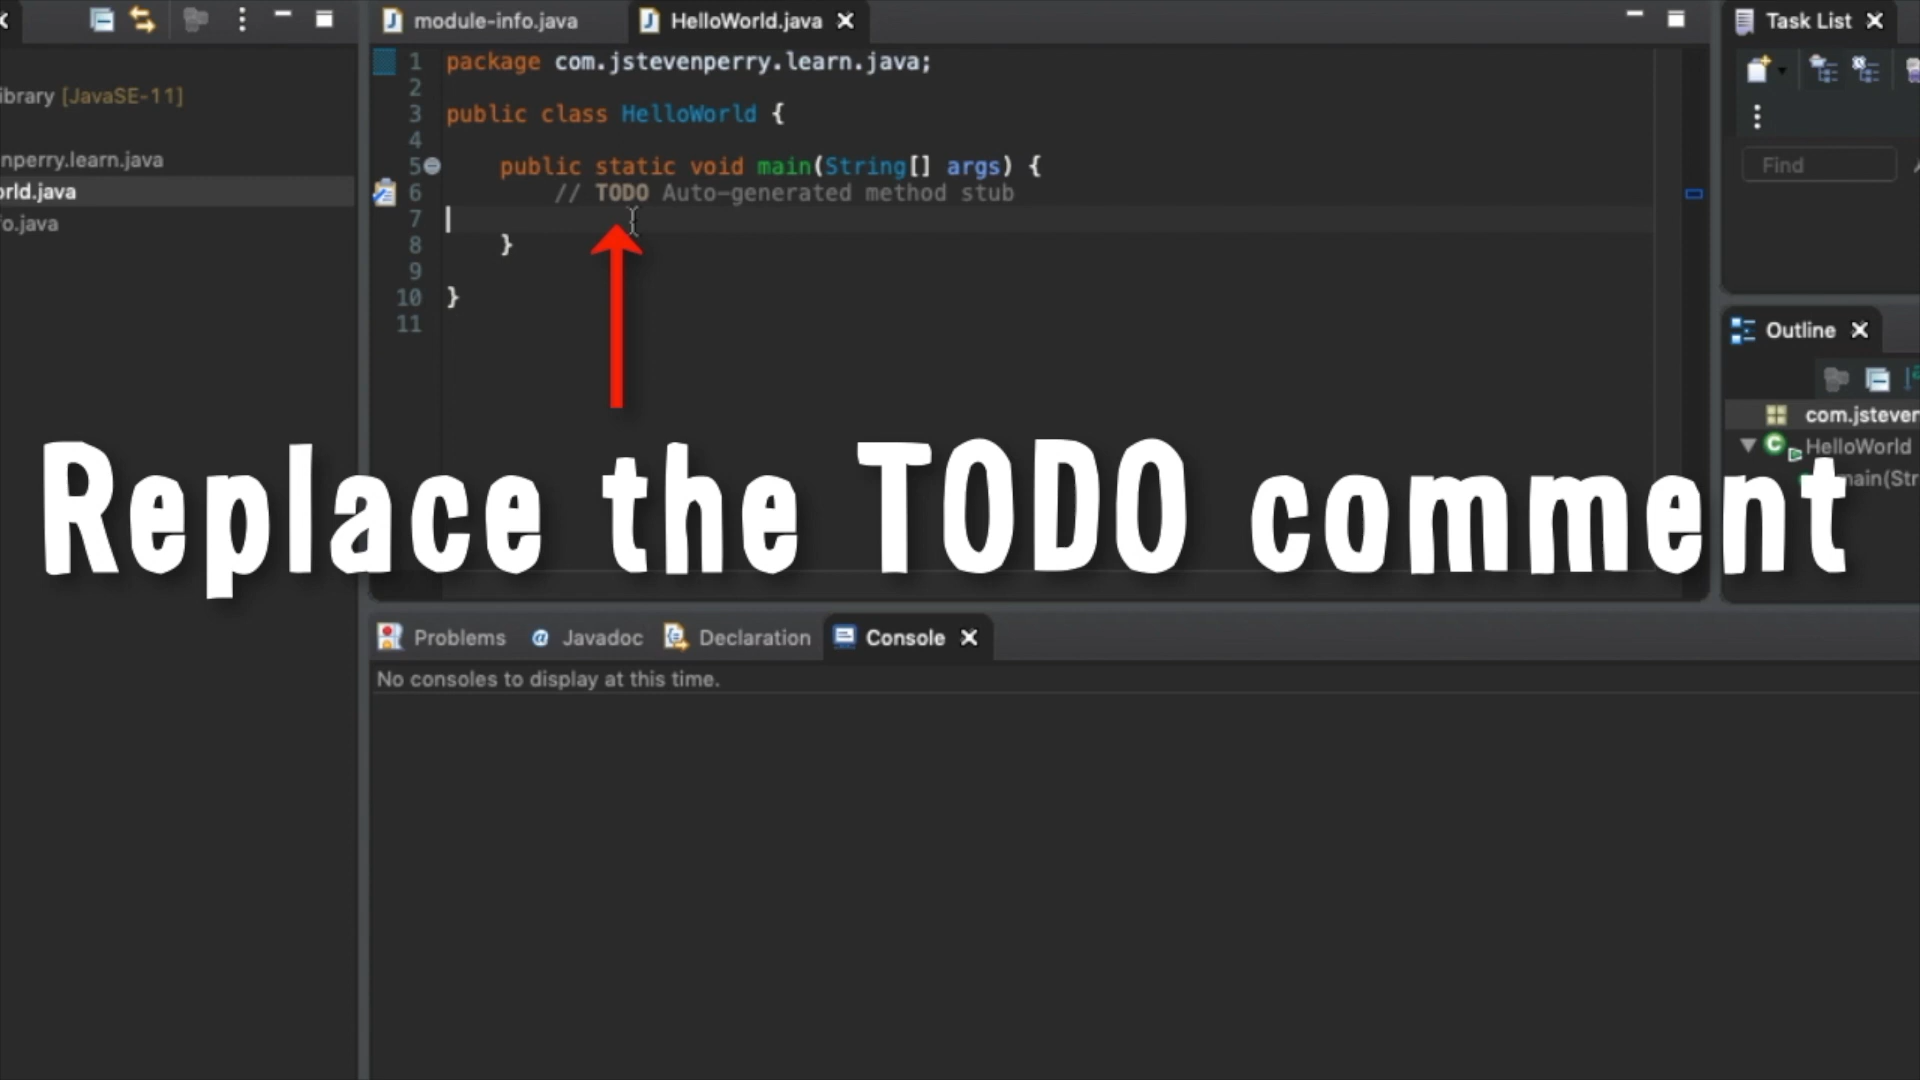 module-info.java
HelloWorld.java
Task List
ibrary [JavaSE-11]
nperry.learn.java
orld.java
fo.java
1 package com.jstevenperry.learn.java;
2
3 public class HelloWorld {
4
5 public static void main(String[] args) {
6 // TODO Auto-generated method stub
7
8 }
9
10 }
11
Find
Outline
com.jstever
HelloWorld
main(Str
Replace the TODO comment
Problems
@ Javadoc
Declaration
Console
No consoles to display at this time.